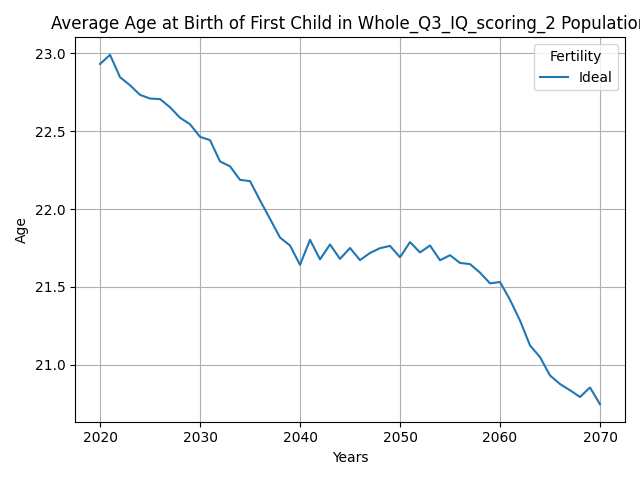 Average Age at Birth of First Child in Whole_Q3_IQ_scoring_2 Population
Fertility
Ideal
23.0
22.5
22.0
21.5
21.0
Age
2020 2030 2040 2050 2060 2070
Years